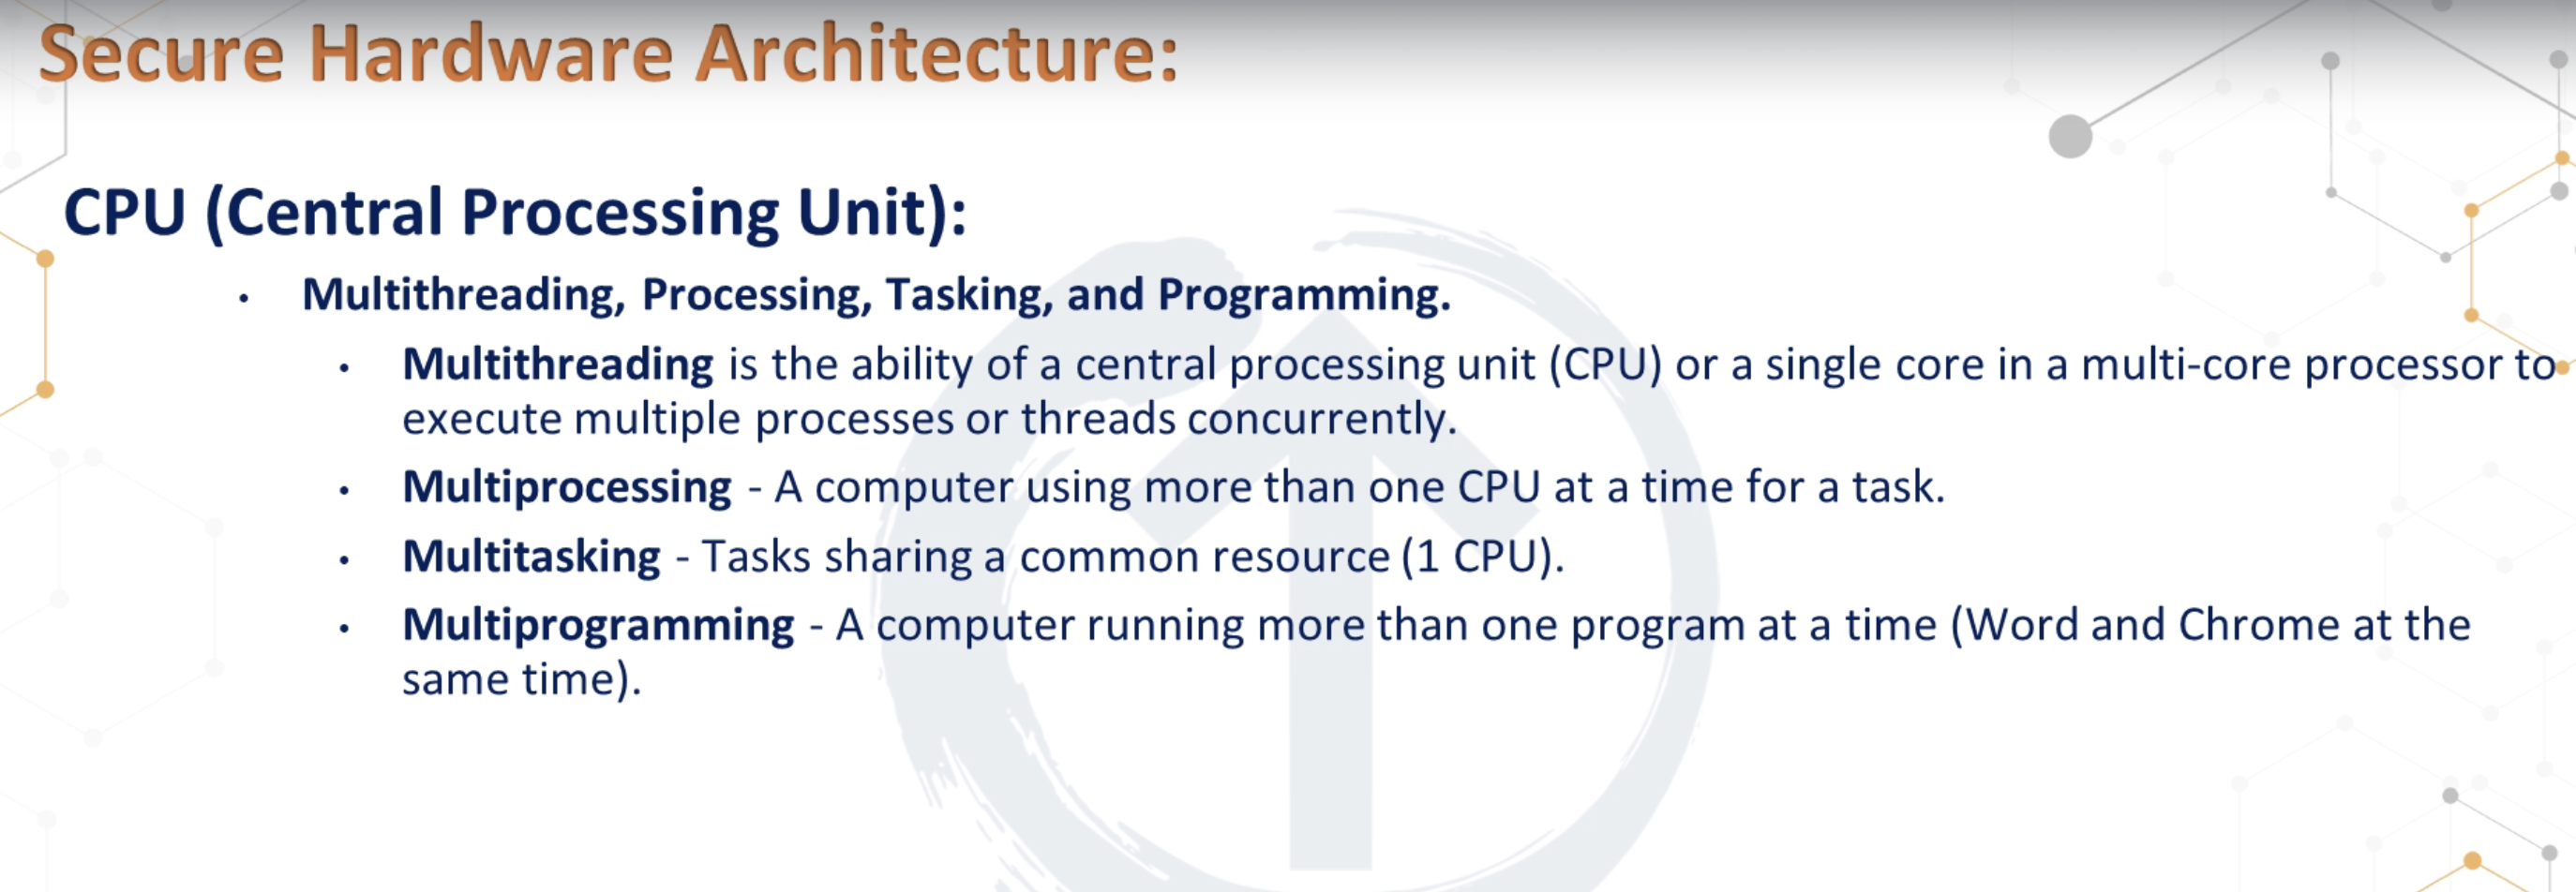 Secure Hardware Architecture:
CPU (Central Processing Unit):
• Multithreading, Processing, Tasking, and Programming.
• Multithreading is the ability of a central processing unit (CPU) or a single core in a multi-core processor to
execute multiple processes or threads concurrently.
• Multiprocessing - A computer using more than one CPU at a time for a task.
• Multitasking - Tasks sharing a common resource (1 CPU).
• Multiprogramming - A computer running more than one program at a time (Word and Chrome at the
same time).